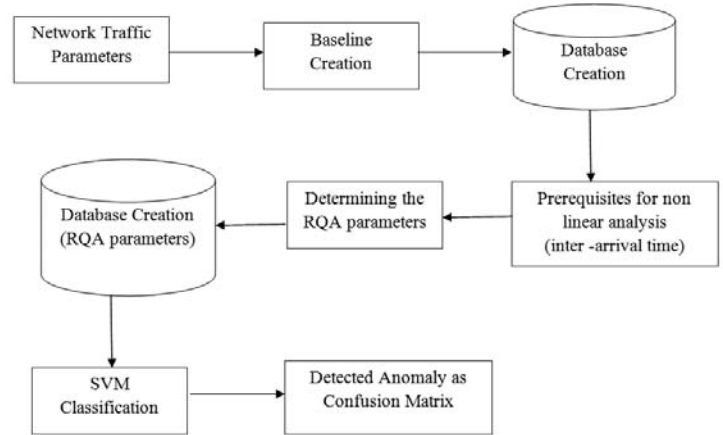 Network Traffic
Parameters
Baseline
Creation
Database
Creation
Prerequisites for non
linear analysis
(inter -arrival time)
Determining the
RQA parameters
Database Creation
(RQA parameters)
SVM
Classification
Detected Anomaly as
Confusion Matrix